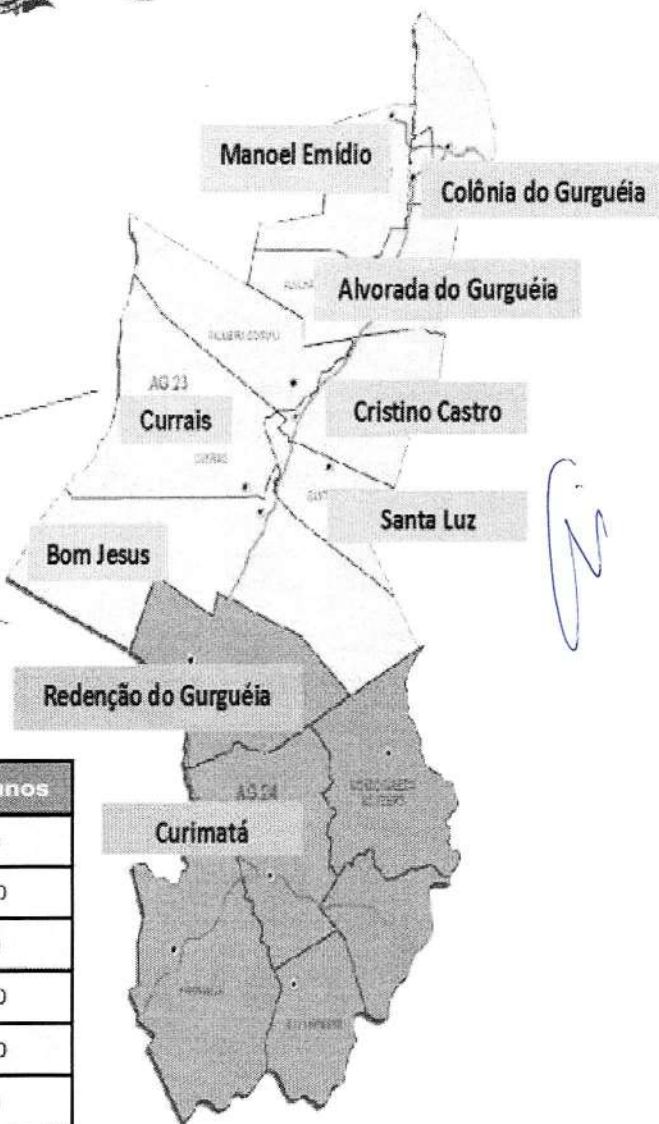 Manoel Emídio
Colônia do Gurguéia
Alvorada do Gurguéia
AG 23
Currais
Cristino Castro
CURRAIS
Santa Luz
Bom Jesus
Redenção do Gurguéia
AG 24
Curimatá